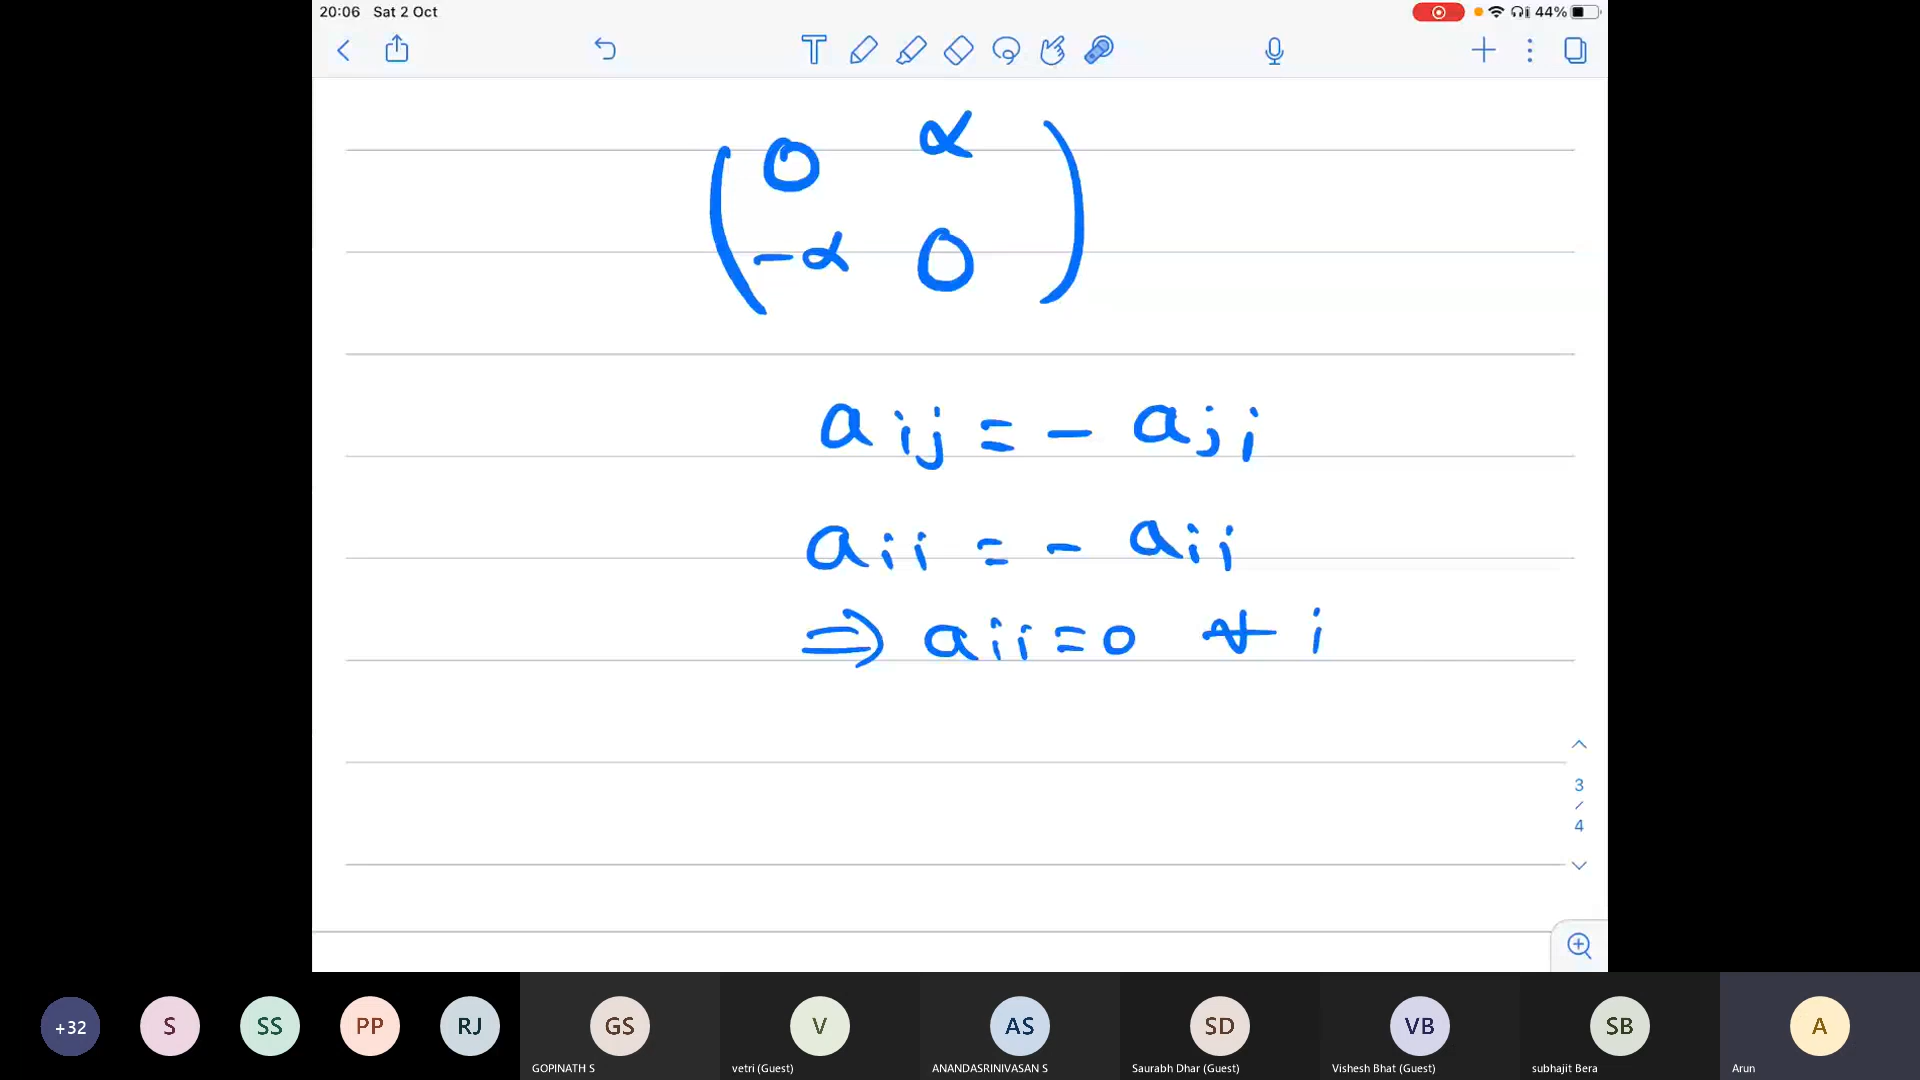 20:06 Sat 2 Oct 44%
T
0 α
-α 0
aij = - aji
aii = - aii
⇒ aii = 0 ∀ i
3
/
4
+32 S SS PP RJ GS V AS SD VB SB A
GOPINATH S vetri (Guest) ANANDASRINIVASAN S Saurabh Dhar (Guest) Vishesh Bhat (Guest) subhajit Bera Arun